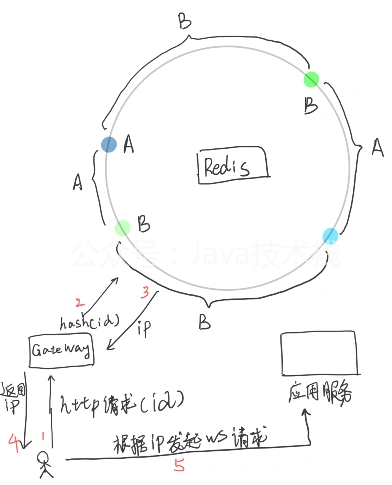 B
B
A
A
Redis
A
B
公众号：Java技术栈
B
2
3
hash(id)
ip
Gateway
返回
ip
http请求(id)
应用服务
4
1
根据ip发起ws请求
5